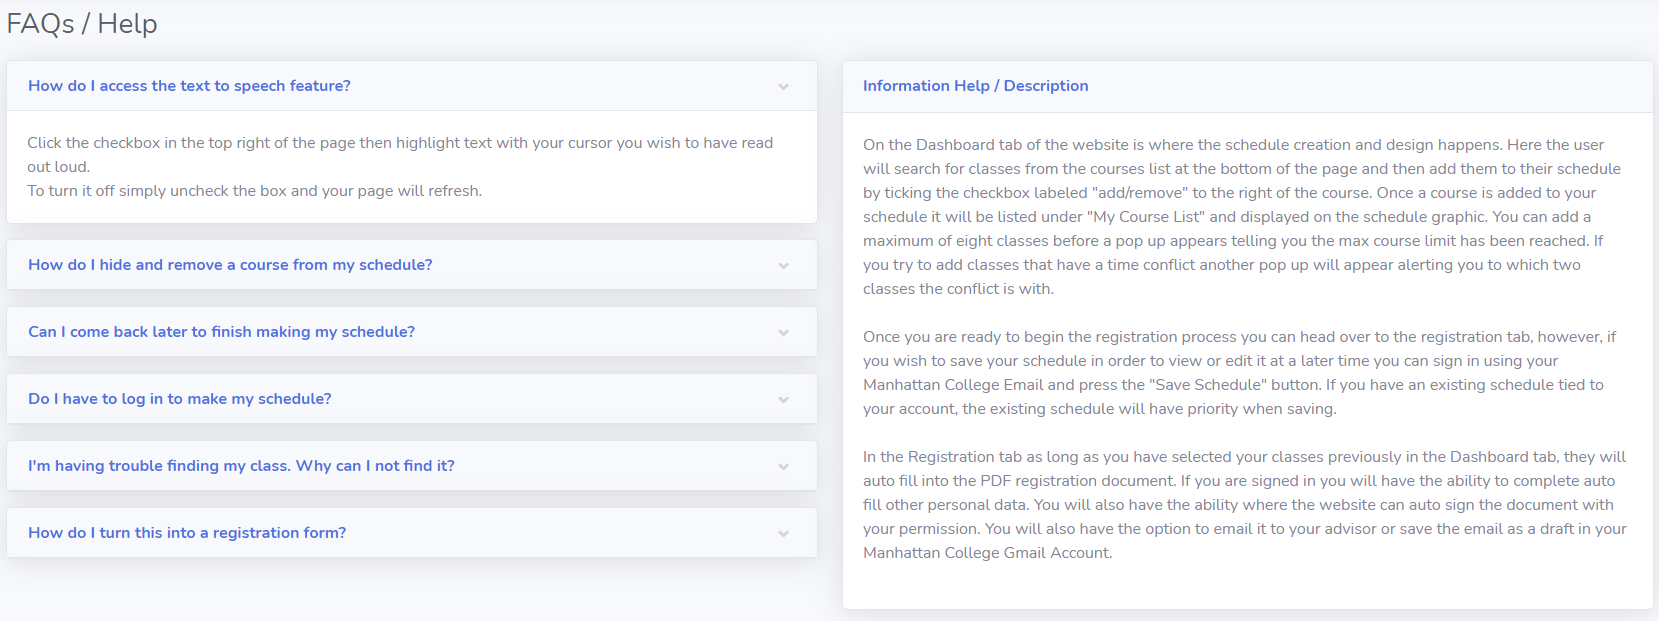 FAQs / Help
How do I access the text to speech feature?
Click the checkbox in the top right of the page then highlight text with your cursor you wish to have read
out loud.
To turn it off simply uncheck the box and your page will refresh.
How do I hide and remove a course from my schedule?
Can I come back later to finish making my schedule?
Do I have to log in to make my schedule?
I'm having trouble finding my class. Why can I not find it?
How do I turn this into a registration form?
Information Help / Description
On the Dashboard tab of the website is where the schedule creation and design happens. Here the user
will search for classes from the courses list at the bottom of the page and then add them to their schedule
by ticking the checkbox labeled "add/remove" to the right of the course. Once a course is added to your
schedule it will be listed under "My Course List" and displayed on the schedule graphic. You can add a
maximum of eight classes before a pop up appears telling you the max course limit has been reached. If
you try to add classes that have a time conflict another pop up will appear alerting you to which two
classes the conflict is with.
Once you are ready to begin the registration process you can head over to the registration tab, however, if
you wish to save your schedule in order to view or edit it at a later time you can sign in using your
Manhattan College Email and press the "Save Schedule" button. If you have an existing schedule tied to
your account, the existing schedule will have priority when saving.
In the Registration tab as long as you have selected your classes previously in the Dashboard tab, they will
auto fill into the PDF registration document. If you are signed in you will have the ability to complete auto
fill other personal data. You will also have the ability where the website can auto sign the document with
your permission. You will also have the option to email it to your advisor or save the email as a draft in your
Manhattan College Gmail Account.